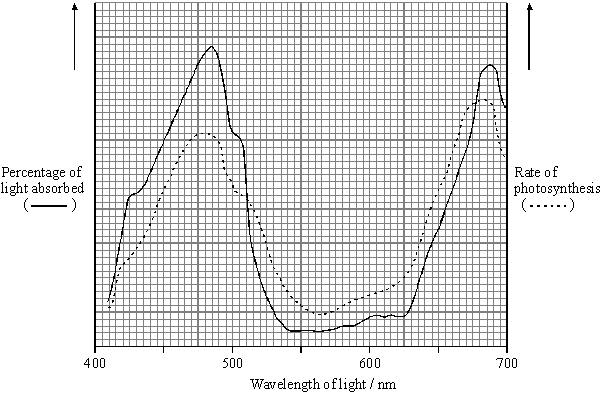 Percentage of
light absorbed
( )
Rate of
photosynthesis
( )
400
500
600
700
Wavelength of light / nm